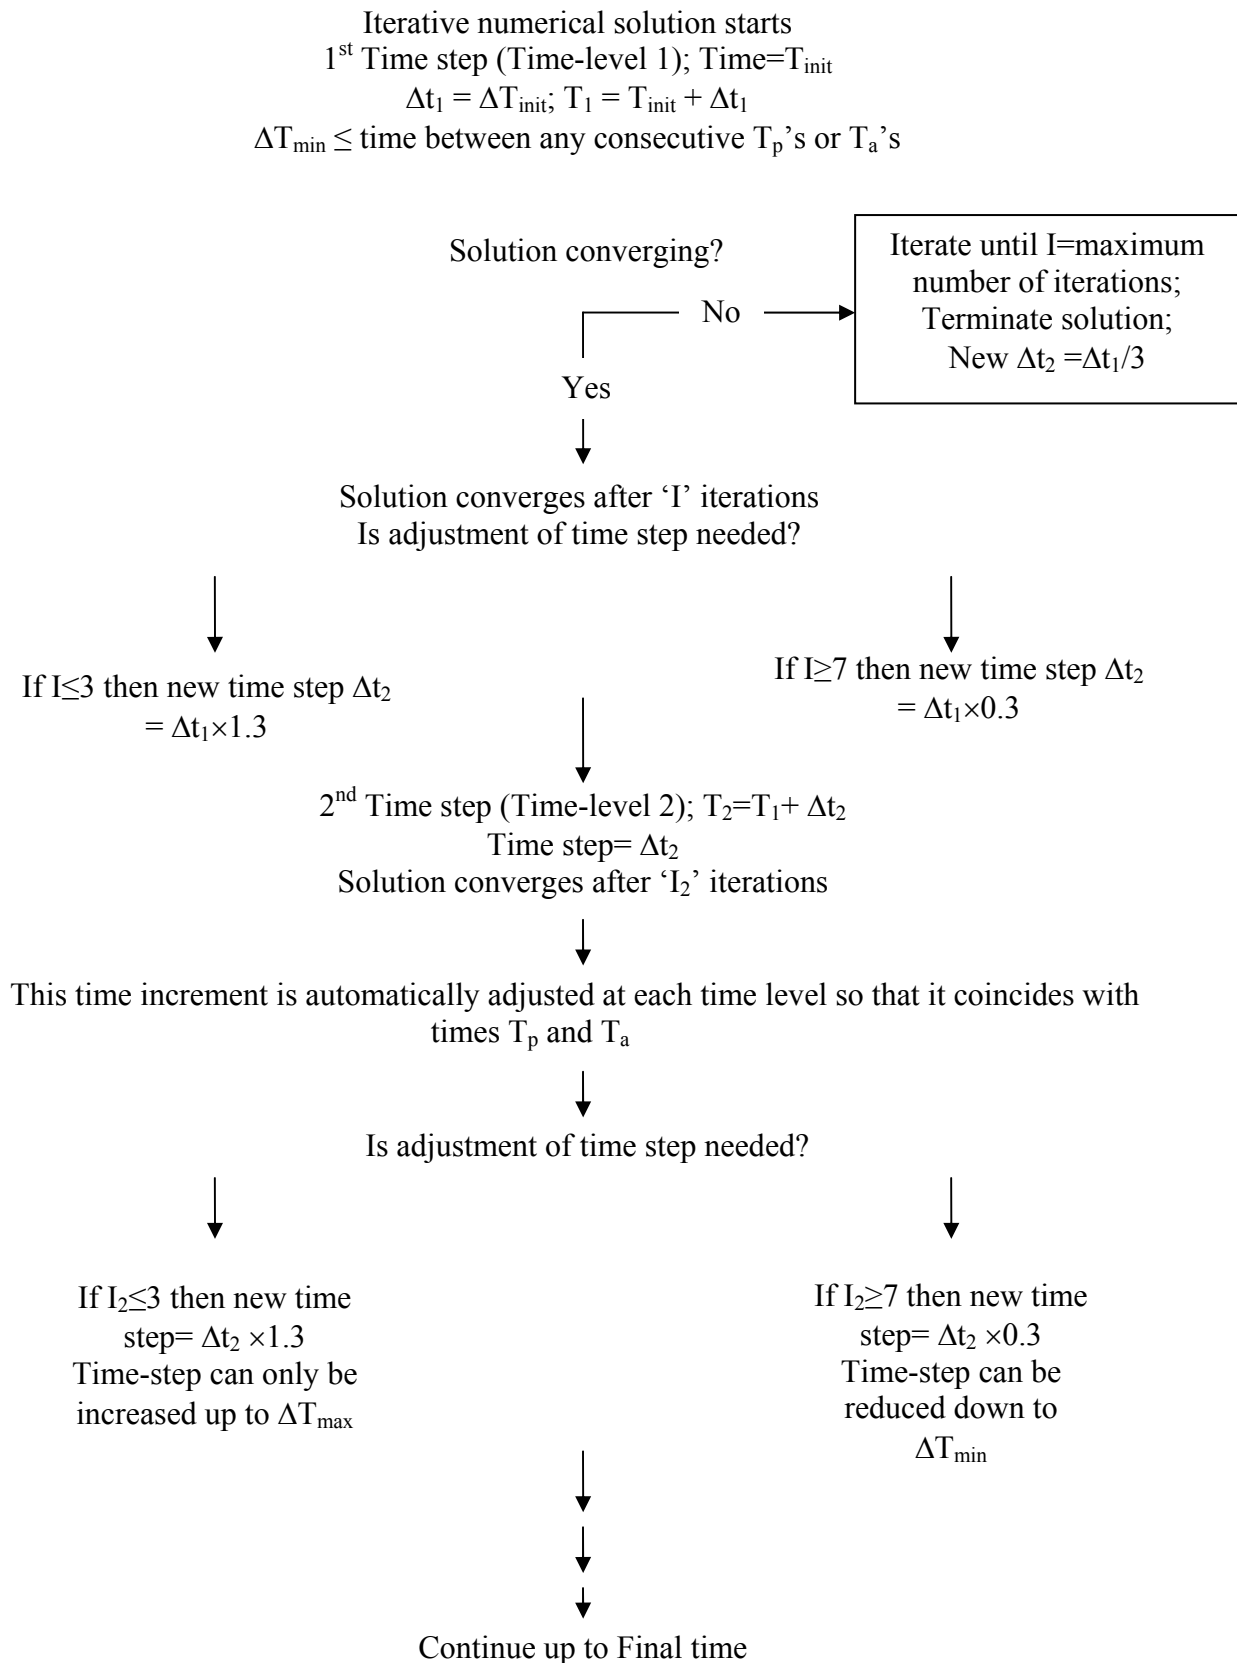 Iterative numerical solution starts
1st Time step (Time-level 1); Time=Tinit
Δt1 = ΔTinit; T1 = Tinit + Δt1
ΔTmin ≤ time between any consecutive Tp’s or Ta’s
Solution converging?
No
Iterate until I=maximum
number of iterations;
Terminate solution;
New Δt2 =Δt1/3
Yes
Solution converges after ‘I’ iterations
Is adjustment of time step needed?
If I≤3 then new time step Δt2
= Δt1×1.3
If I≥7 then new time step Δt2
= Δt1×0.3
2nd Time step (Time-level 2); T2=T1+ Δt2
Time step= Δt2
Solution converges after ‘I2’ iterations
This time increment is automatically adjusted at each time level so that it coincides with
times Tp and Ta
Is adjustment of time step needed?
If I2≤3 then new time
step= Δt2 ×1.3
Time-step can only be
increased up to ΔTmax
If I2≥7 then new time
step= Δt2 ×0.3
Time-step can be
reduced down to
ΔTmin
Continue up to Final time